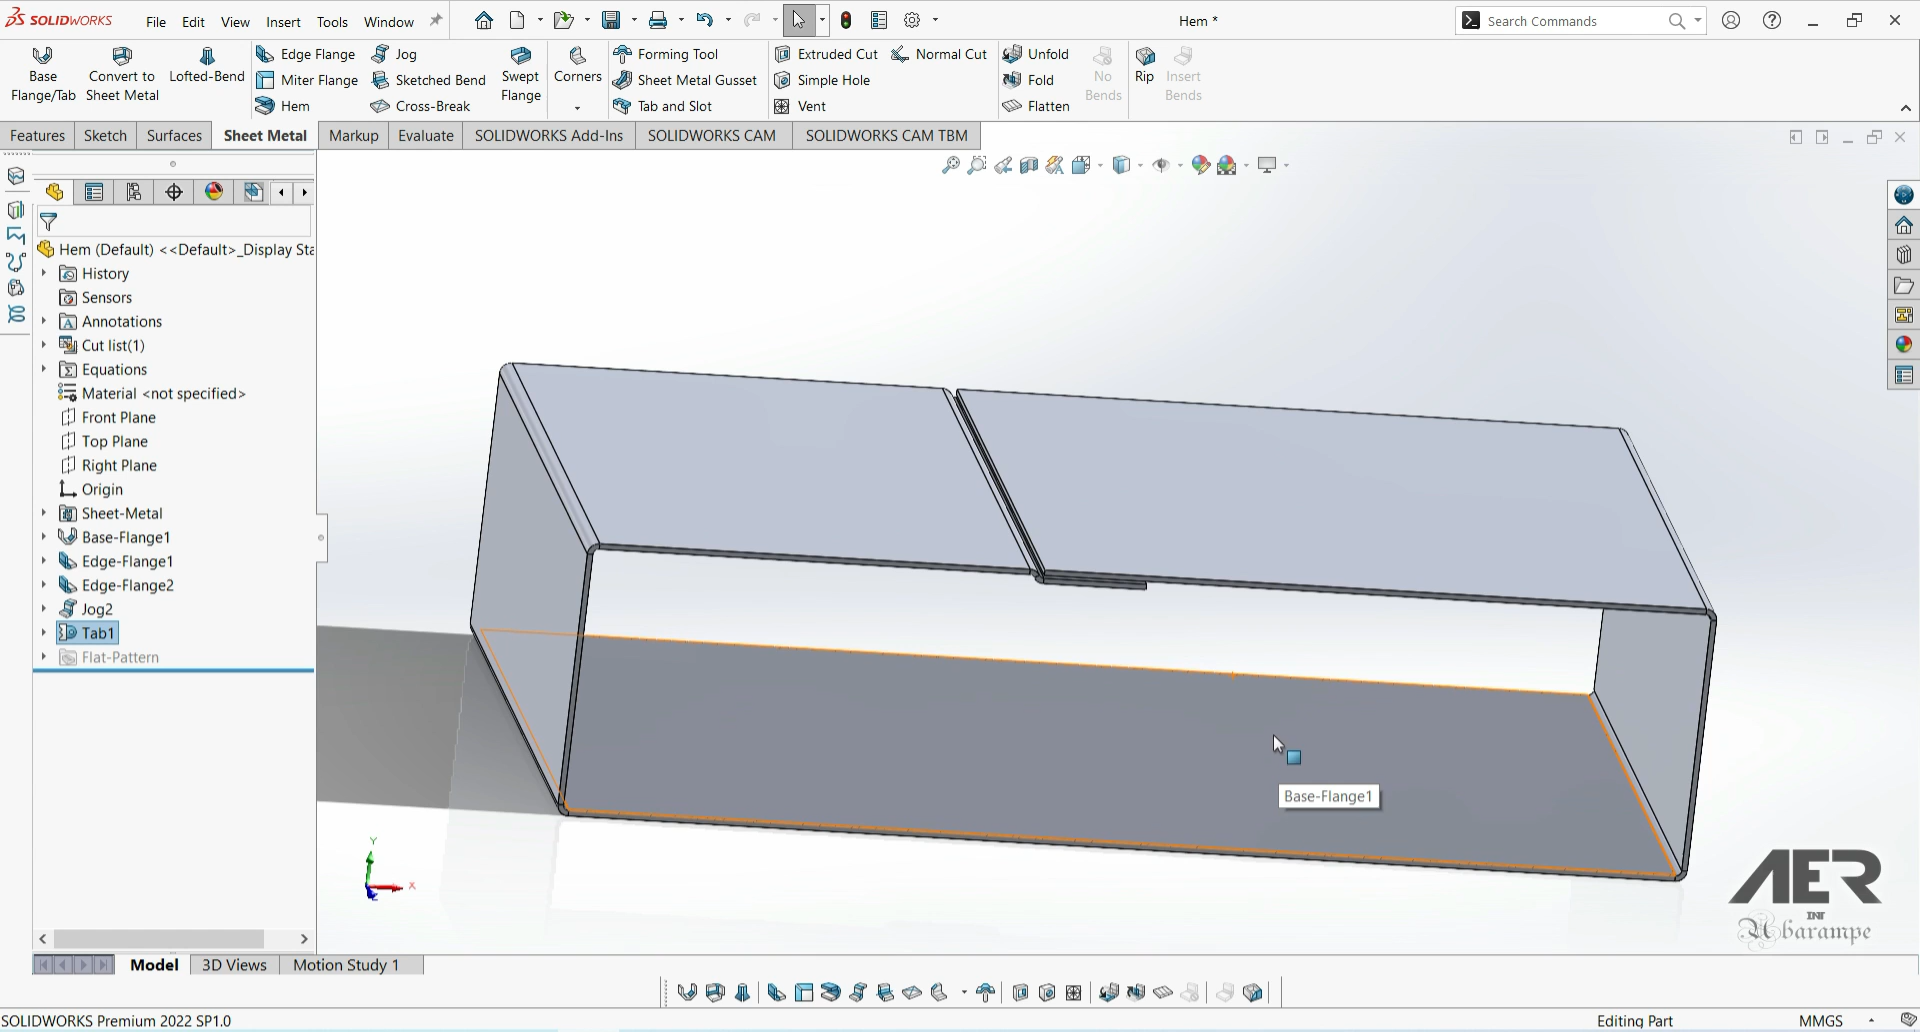 SOLIDWORKS File Edit View Insert Tools Window Hem * Search Commands
Base Flange/Tab
Convert to Sheet Metal
Lofted-Bend
Edge Flange
Miter Flange
Hem
Jog
Sketched Bend
Cross-Break
Swept Flange
Corners
Forming Tool
Sheet Metal Gusset
Tab and Slot
Extruded Cut
Simple Hole
Vent
Normal Cut
Unfold
Fold
Flatten
No Bends
Rip
Insert Bends
Features Sketch Surfaces Sheet Metal Markup Evaluate SOLIDWORKS Add-Ins SOLIDWORKS CAM SOLIDWORKS CAM TBM
Hem (Default) <<Default>_Display Sta
History
Sensors
Annotations
Cut list(1)
Equations
Material <not specified>
Front Plane
Top Plane
Right Plane
Origin
Sheet-Metal
Base-Flange1
Edge-Flange1
Edge-Flange2
Jog2
Tab1
Flat-Pattern
Base-Flange1
Y
X
AER
INT
Abarampe
Model 3D Views Motion Study 1
SOLIDWORKS Premium 2022 SP1.0 Editing Part MMGS